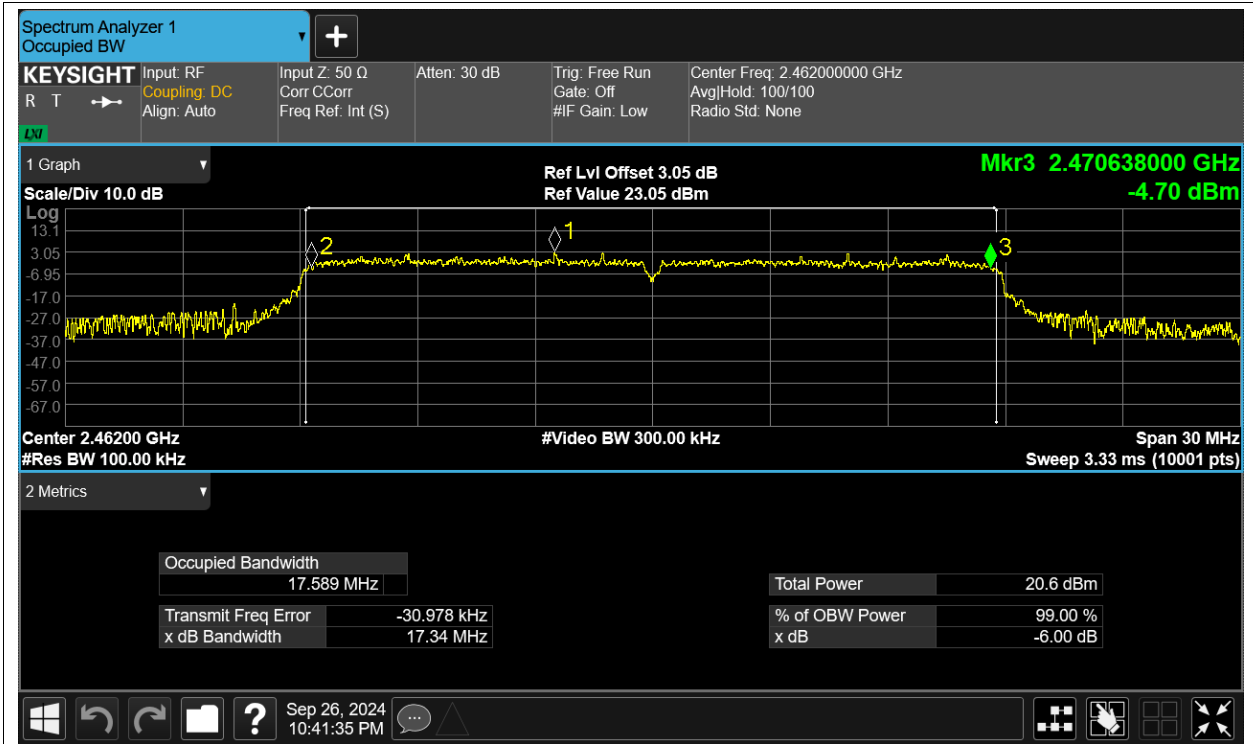 Spectrum Analyzer 1
Occupied BW
KEYSIGHT
R T
LXI
Input: RF
Coupling: DC
Align: Auto
Input Z: 50 Ω
Corr CCorr
Freq Ref: Int (S)
Atten: 30 dB
Trig: Free Run
Gate: Off
#IF Gain: Low
Center Freq: 2.462000000 GHz
Avg|Hold: 100/100
Radio Std: None
1 Graph
Scale/Div 10.0 dB
Ref Lvl Offset 3.05 dB
Ref Value 23.05 dBm
Mkr3 2.470638000 GHz
-4.70 dBm
Log
13.1
3.05
-6.95
-17.0
-27.0
-37.0
-47.0
-57.0
-67.0
2
1
3
Center 2.46200 GHz
#Video BW 300.00 kHz
Span 30 MHz
#Res BW 100.00 kHz
Sweep 3.33 ms (10001 pts)
2 Metrics
Occupied Bandwidth
17.589 MHz
Total Power 20.6 dBm
Transmit Freq Error -30.978 kHz
% of OBW Power 99.00 %
x dB Bandwidth 17.34 MHz
x dB -6.00 dB
?
Sep 26, 2024
10:41:35 PM